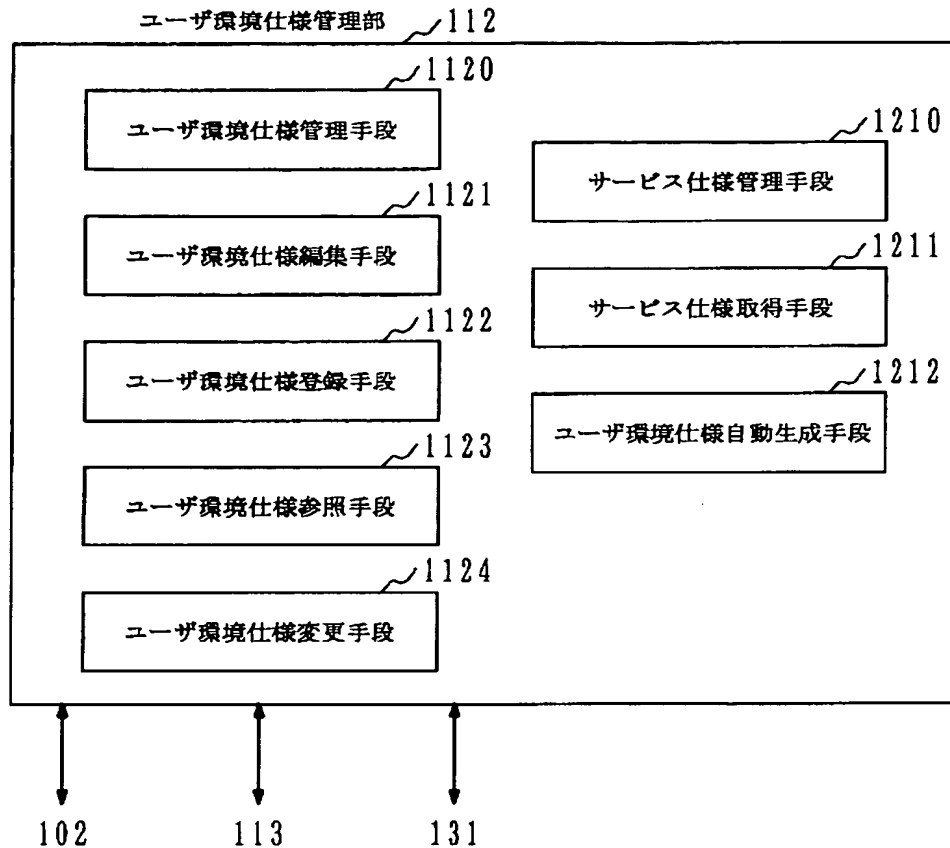 ユーザ環境仕様管理部
112
1120
ユーザ環境仕様管理手段
1121
ユーザ環境仕様編集手段
1122
ユーザ環境仕様登録手段
1123
ユーザ環境仕様参照手段
1124
ユーザ環境仕様変更手段
1210
サービス仕様管理手段
1211
サービス仕様取得手段
1212
ユーザ環境仕様自動生成手段
102
113
131